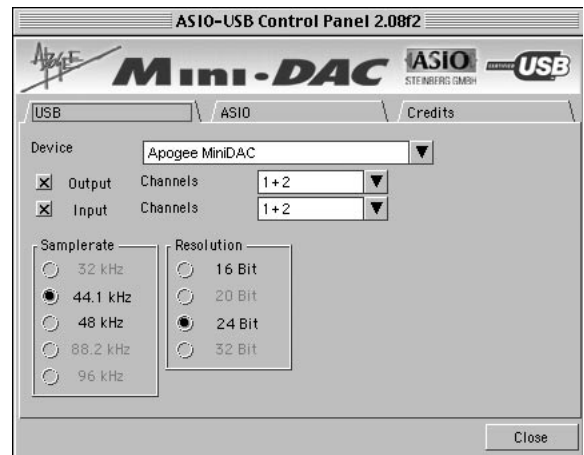 ASIO-USB Control Panel 2.08f2
APOGEE Mini-DAC ASIO STEINBERG GMBH CERTIFIED USB
USB ASIO Credits
Device Apogee MiniDAC
Output Channels 1+2
Input Channels 1+2
Samplerate Resolution
32 kHz 16 Bit
44.1 kHz 20 Bit
48 kHz 24 Bit
88.2 kHz 32 Bit
96 kHz
Close